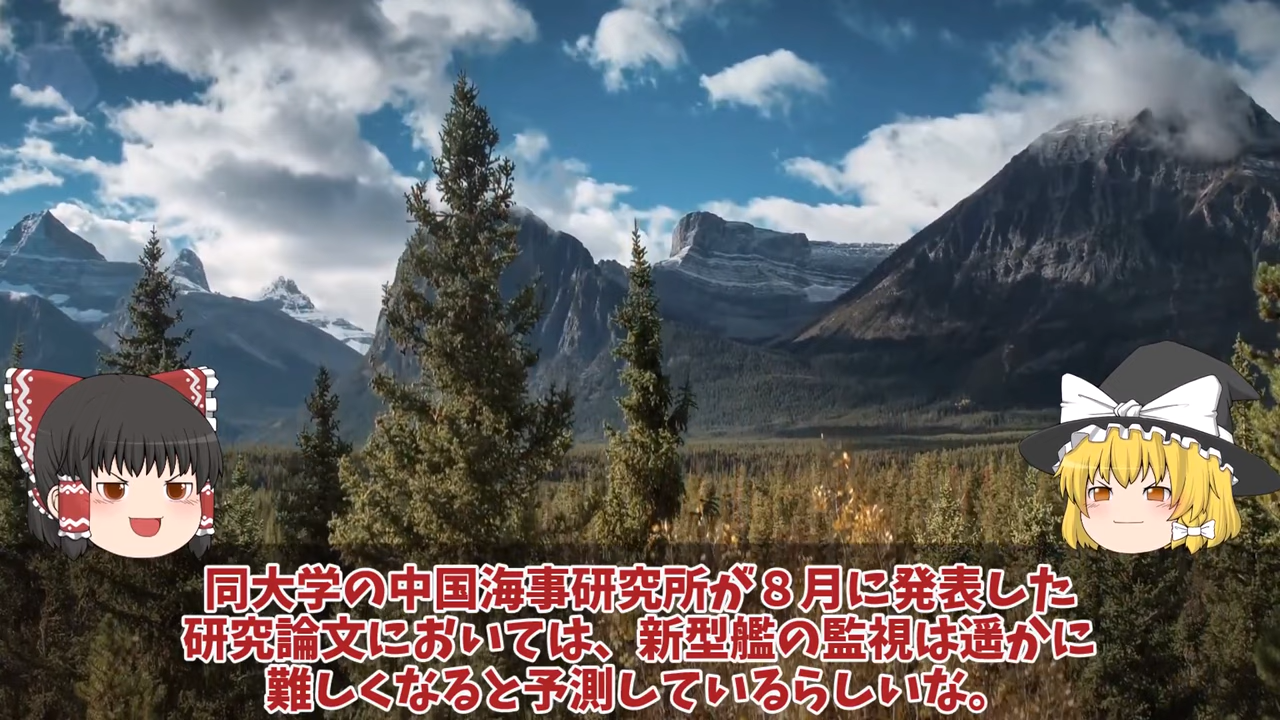 同大学の中国海事研究所が８月に発表した
研究論文においては、新型艦の監視は遥かに
難しくなると予測しているらしいな。